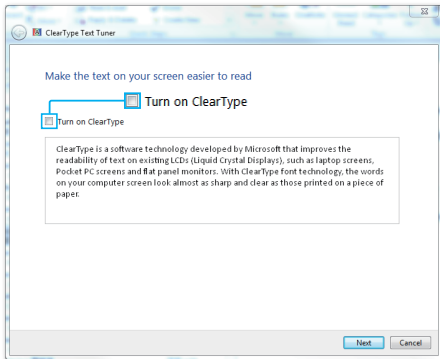 ClearType Text Tuner
Make the text on your screen easier to read
Turn on ClearType
Turn on ClearType
ClearType is a software technology developed by Microsoft that improves the
readability of text on existing LCDs (Liquid Crystal Displays), such as laptop screens,
Pocket PC screens and flat panel monitors. With ClearType font technology, the words
on your computer screen look almost as sharp and clear as those printed on a piece of
paper.
Next Cancel